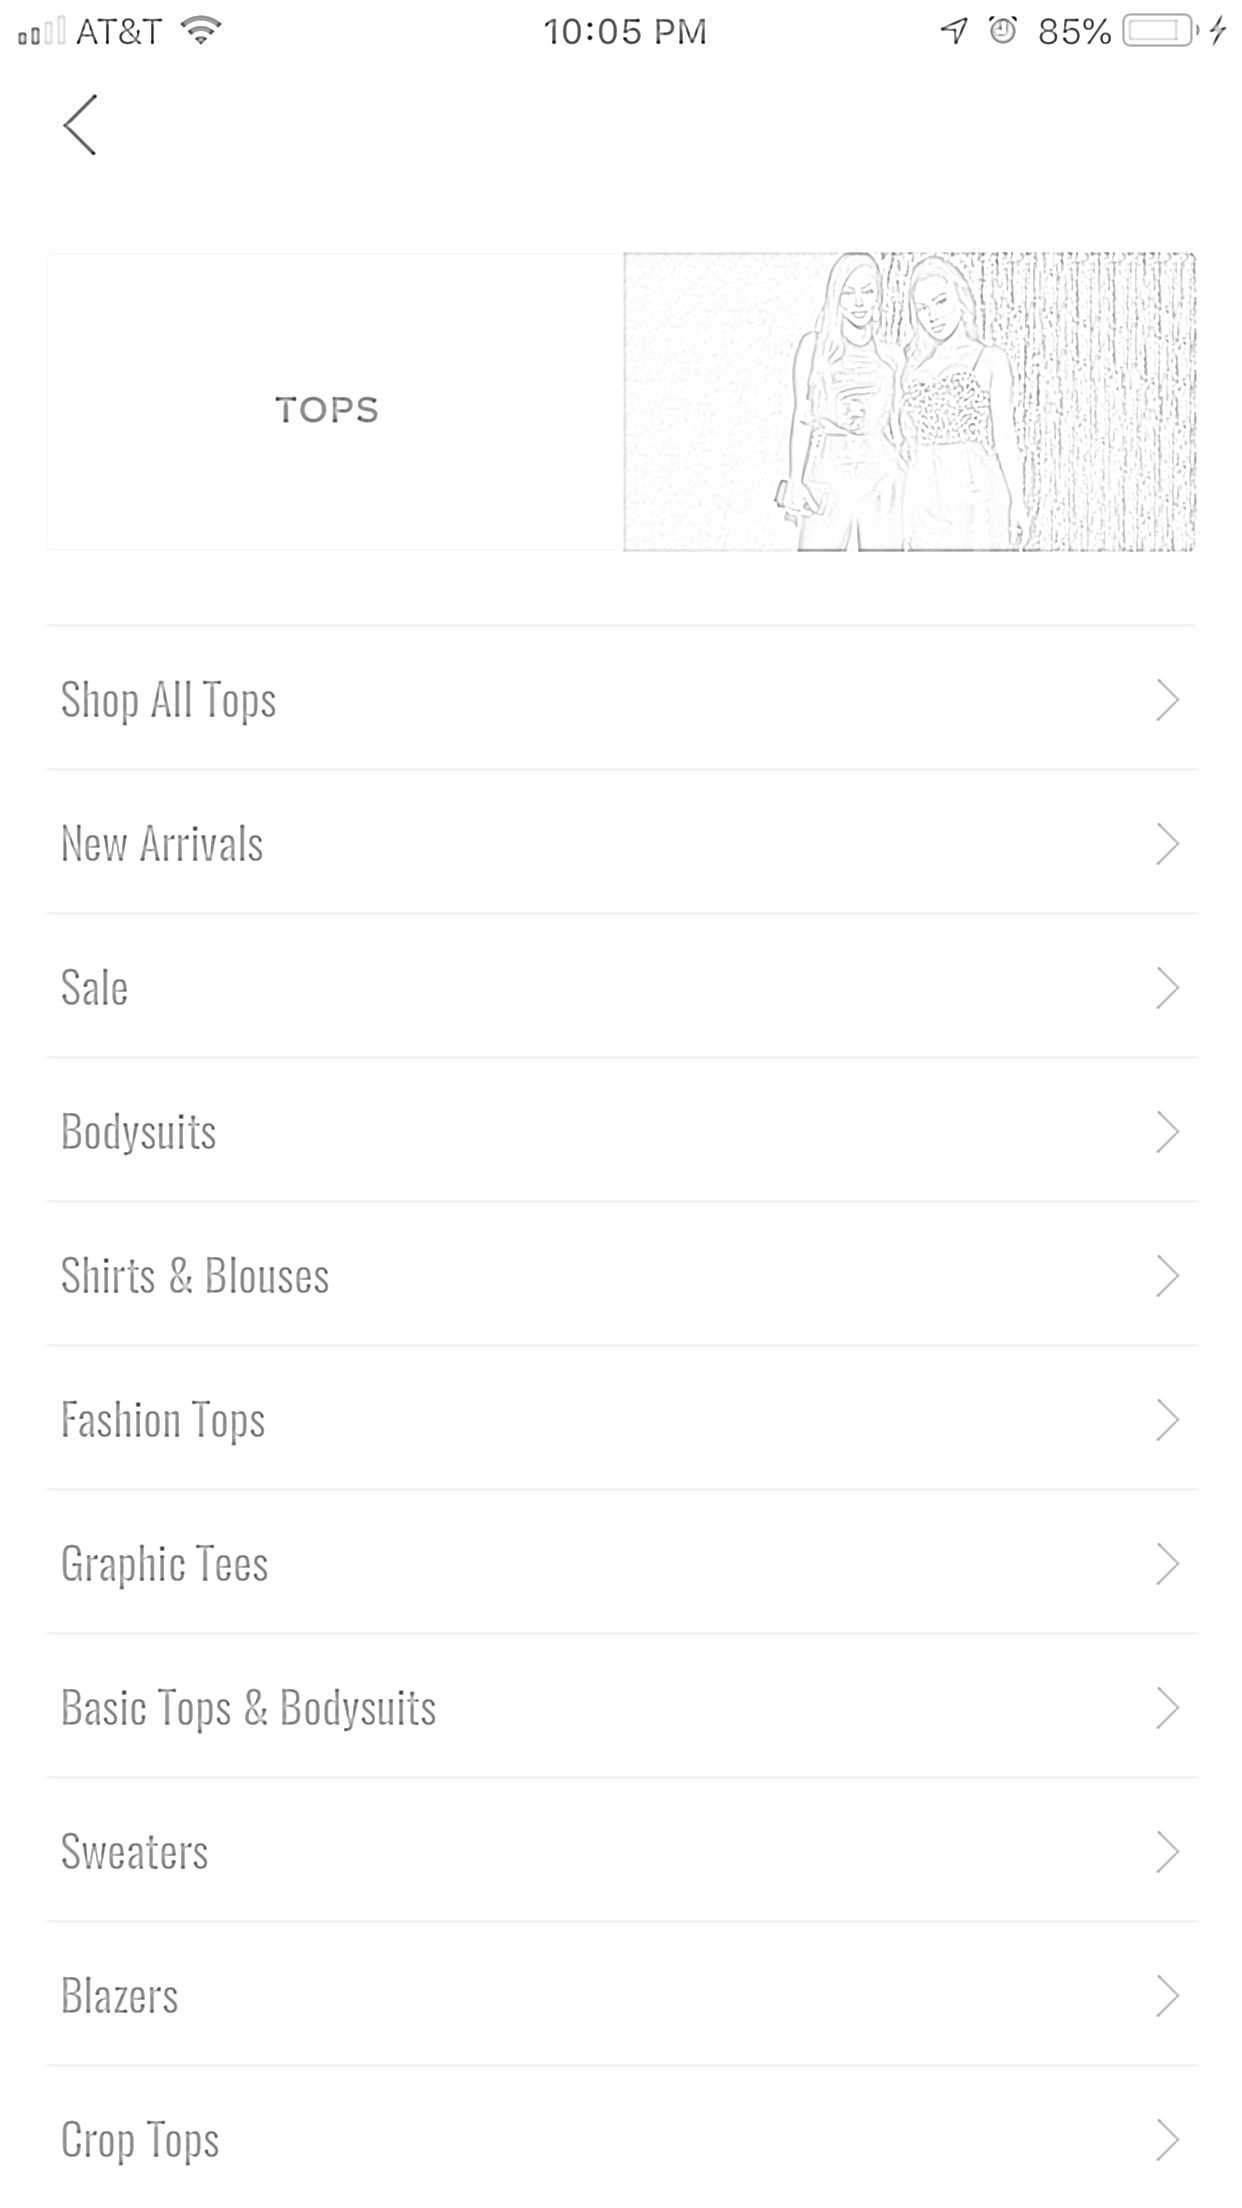 AT&T 10:05 PM 85%
TOPS
Shop All Tops
New Arrivals
Sale
Bodysuits
Shirts & Blouses
Fashion Tops
Graphic Tees
Basic Tops & Bodysuits
Sweaters
Blazers
Crop Tops